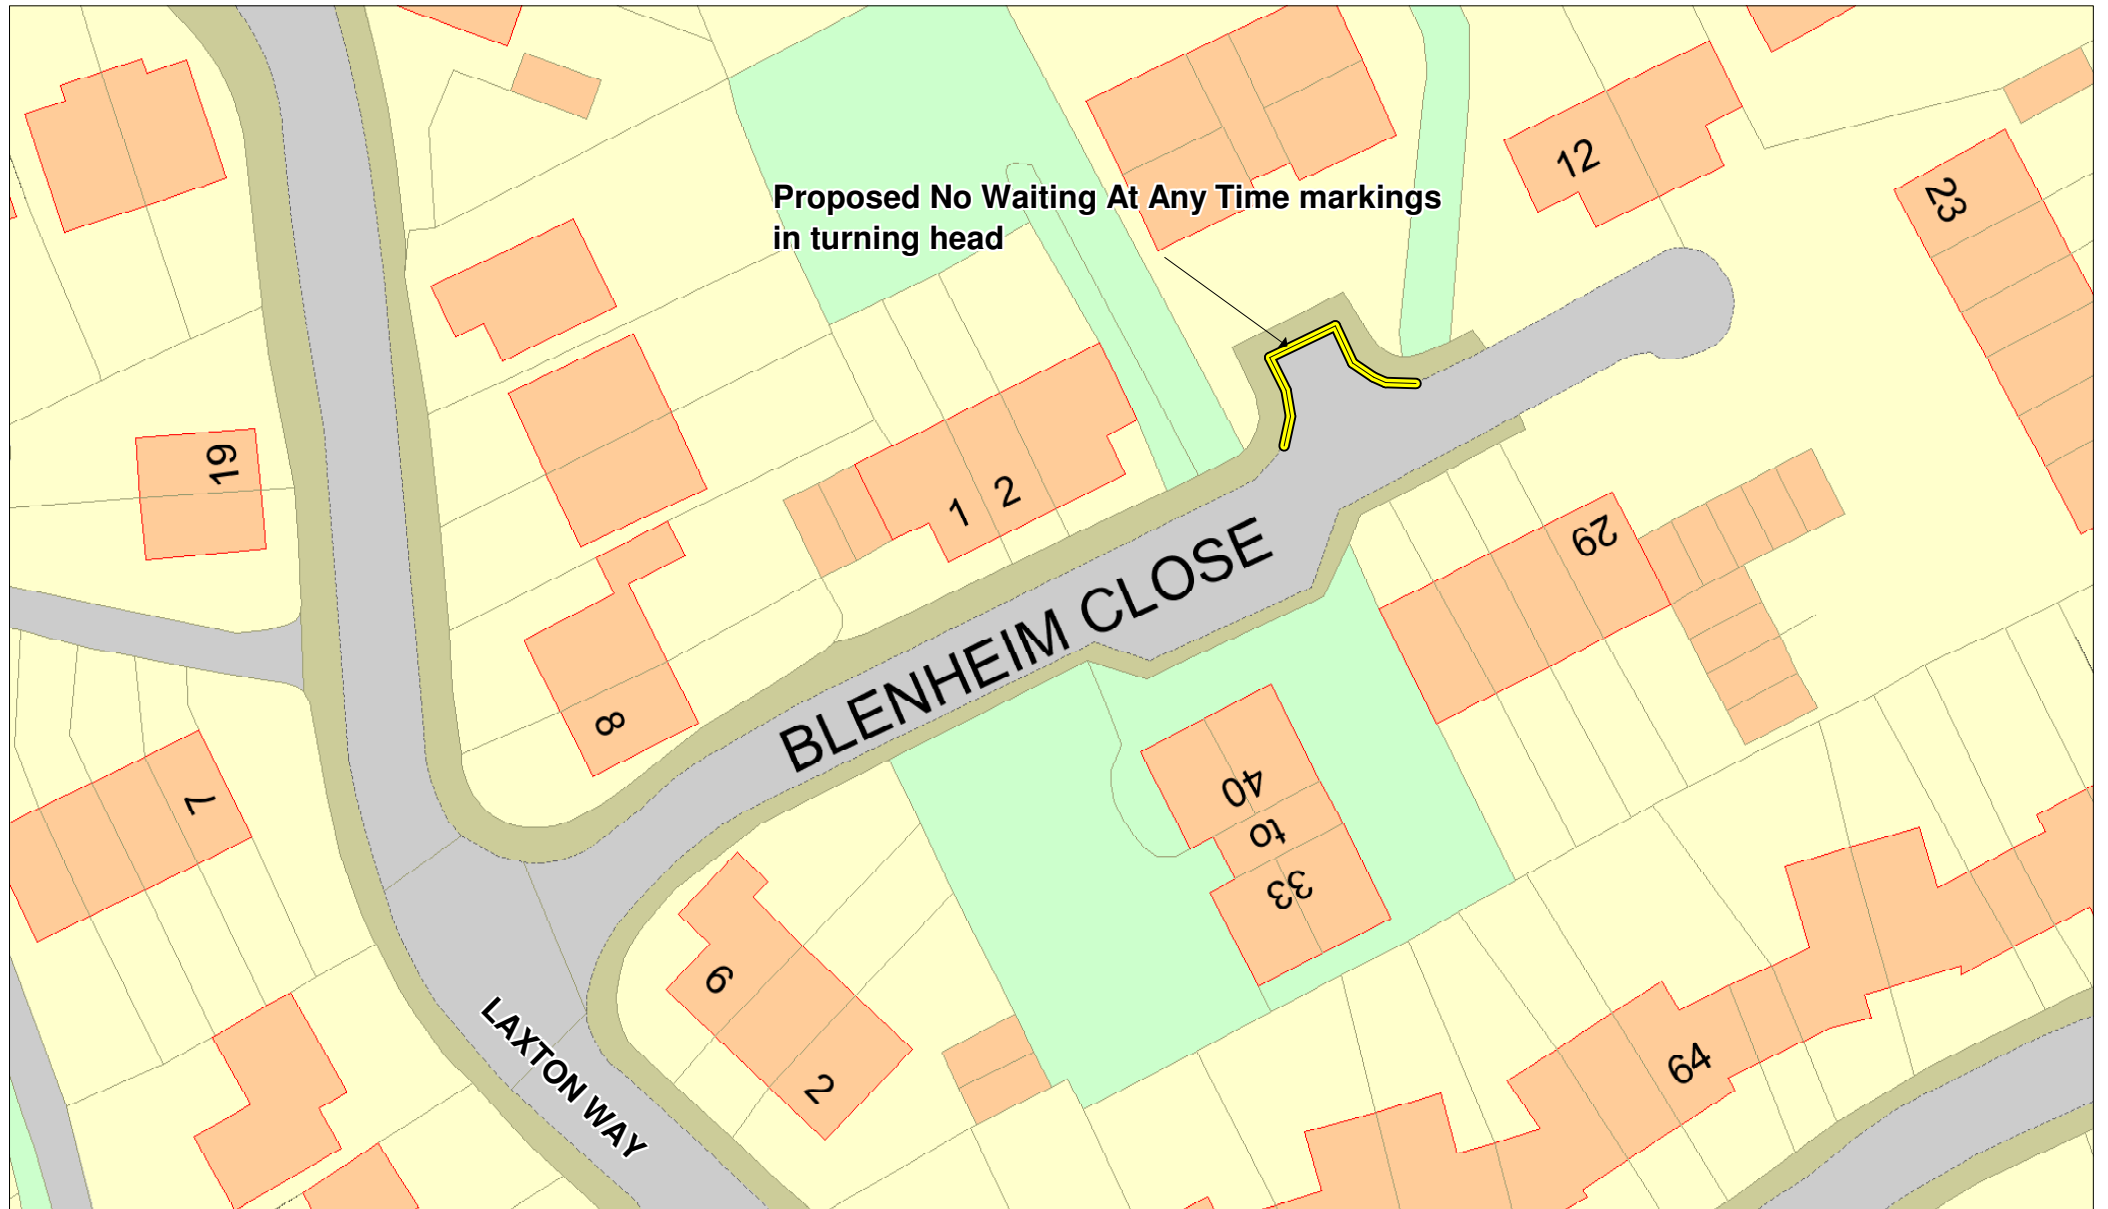 12
23
Proposed No Waiting At Any Time markings
in turning head
19
1 2
29
BLENHEIM CLOSE
8
7
40
to
33
6
2
LAXTON WAY
64